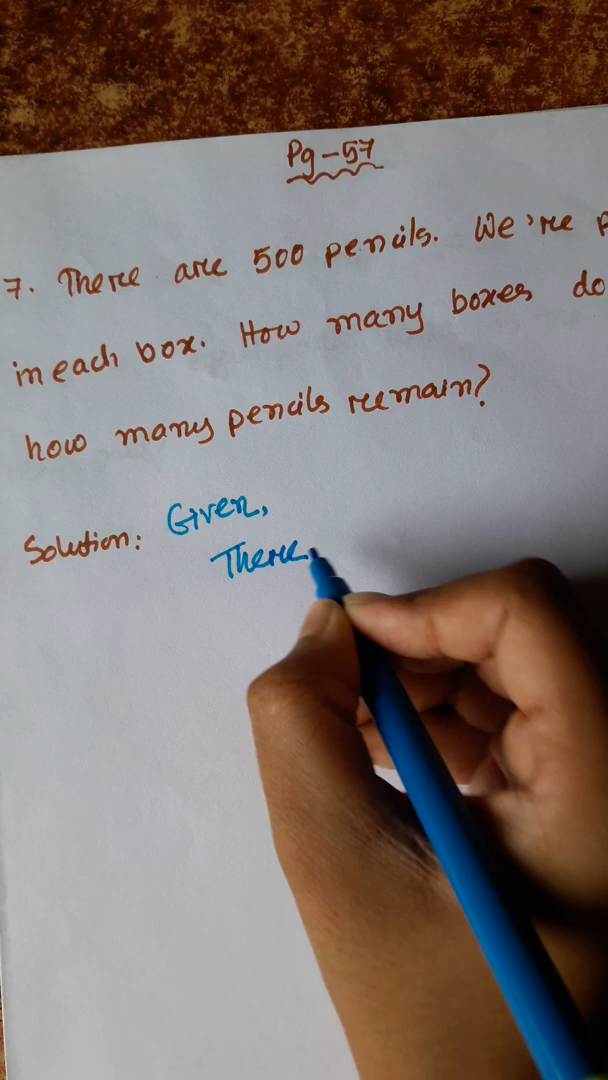 Pg-57
7. There are 500 pencils. We're
in each box. How many boxes do
how many pencils remain?
Solution: Given,
There